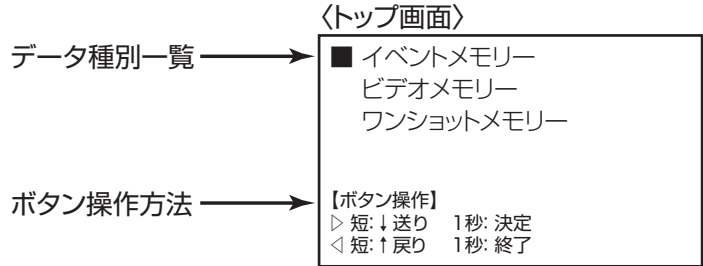 〈トップ画面〉
データ種別一覧
■ イベントメモリー
ビデオメモリー
ワンショットメモリー
ボタン操作方法
【ボタン操作】
▷ 短:↓送り 1秒: 決定
◁ 短:↑戻り 1秒: 終了